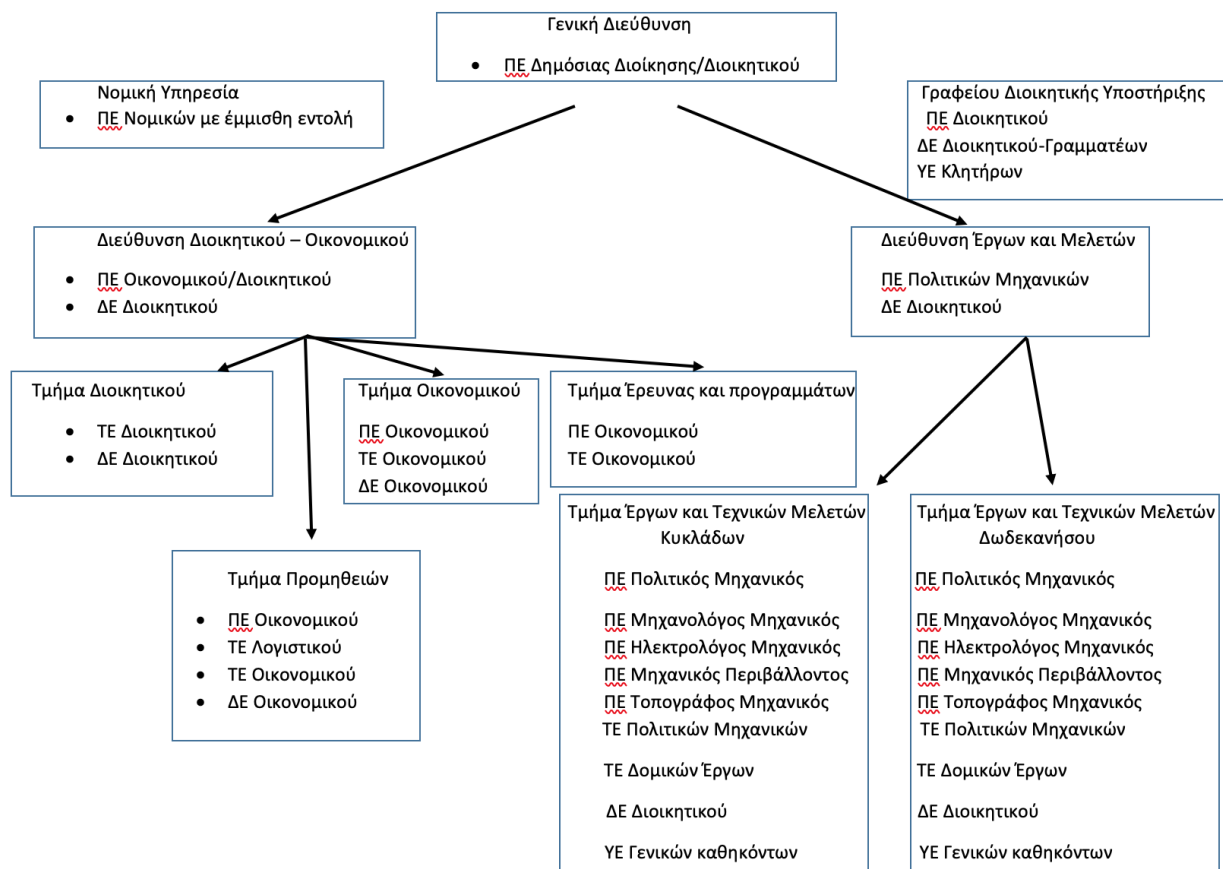 Γενική Διεύθυνση
• ΠΕ Δημόσιας Διοίκησης/Διοικητικού
Νομική Υπηρεσία
• ΠΕ Νομικών με έμμισθη εντολή
Γραφείου Διοικητικής Υποστήριξης
ΠΕ Διοικητικού
ΔΕ Διοικητικού-Γραμματέων
ΥΕ Κλητήρων
Διεύθυνση Διοικητικού – Οικονομικού
• ΠΕ Οικονομικού/Διοικητικού
• ΔΕ Διοικητικού
Διεύθυνση Έργων και Μελετών
ΠΕ Πολιτικών Μηχανικών
ΔΕ Διοικητικού
Τμήμα Διοικητικού
• ΤΕ Διοικητικού
• ΔΕ Διοικητικού
Τμήμα Οικονομικού
ΠΕ Οικονομικού
ΤΕ Οικονομικού
ΔΕ Οικονομικού
Τμήμα Έρευνας και προγραμμάτων
ΠΕ Οικονομικού
ΤΕ Οικονομικού
Τμήμα Προμηθειών
• ΠΕ Οικονομικού
• ΤΕ Λογιστικού
• ΤΕ Οικονομικού
• ΔΕ Οικονομικού
Τμήμα Έργων και Τεχνικών Μελετών
Κυκλάδων
ΠΕ Πολιτικός Μηχανικός
ΠΕ Μηχανολόγος Μηχανικός
ΠΕ Ηλεκτρολόγος Μηχανικός
ΠΕ Μηχανικός Περιβάλλοντος
ΠΕ Τοπογράφος Μηχανικός
ΤΕ Πολιτικών Μηχανικών
ΤΕ Δομικών Έργων
ΔΕ Διοικητικού
ΥΕ Γενικών καθηκόντων
Τμήμα Έργων και Τεχνικών Μελετών
Δωδεκανήσου
ΠΕ Πολιτικός Μηχανικός
ΠΕ Μηχανολόγος Μηχανικός
ΠΕ Ηλεκτρολόγος Μηχανικός
ΠΕ Μηχανικός Περιβάλλοντος
ΠΕ Τοπογράφος Μηχανικός
ΤΕ Πολιτικών Μηχανικών
ΤΕ Δομικών Έργων
ΔΕ Διοικητικού
ΥΕ Γενικών καθηκόντων